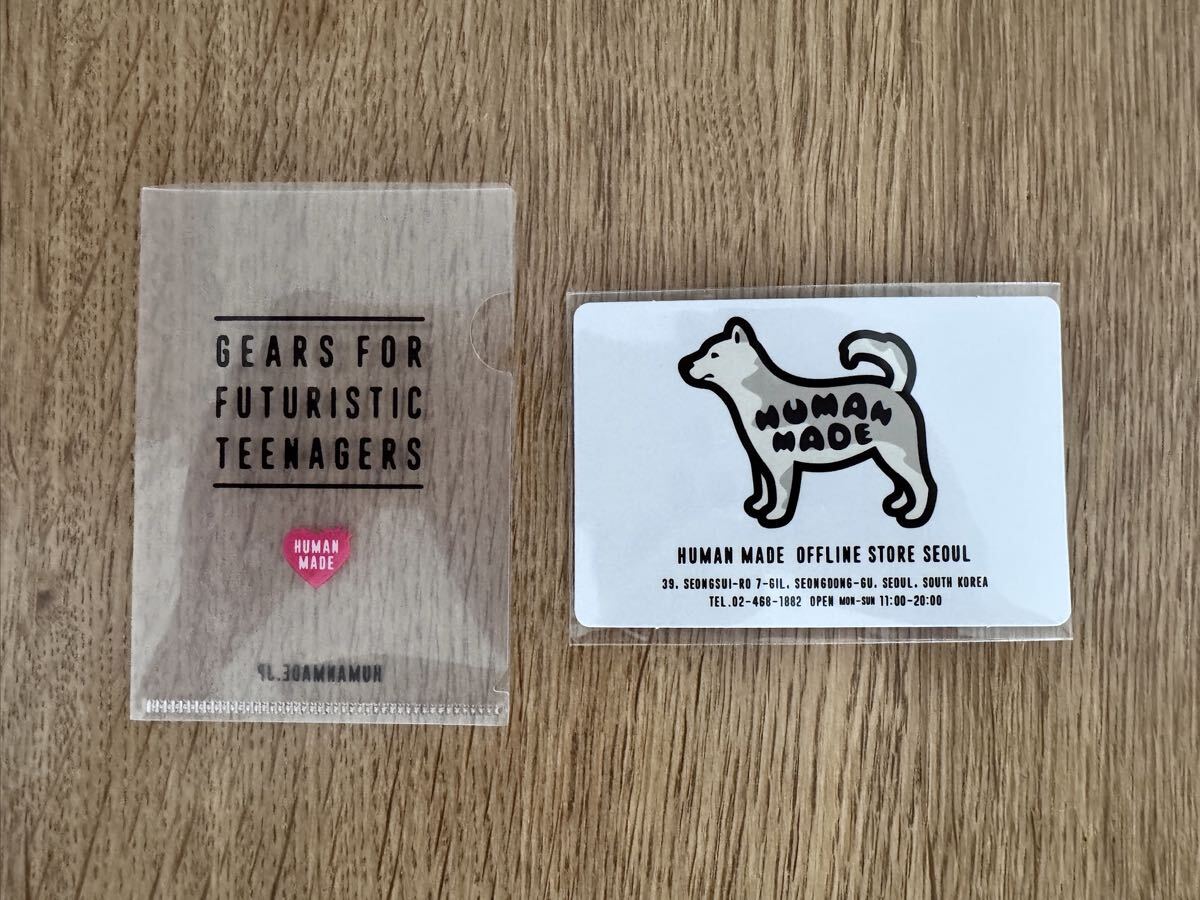 GEARS FOR
FUTURISTIC
TEENAGERS
HUMAN
MADE
HUMANMADE.JP
HUMAN
MADE
HUMAN MADE OFFLINE STORE SEOUL
39. SEONGSUI-RO 7-GIL. SEONGDONG-GU. SEOUL. SOUTH KOREA
TEL.02-468-1882 OPEN MON-SUN 11:00-20:00